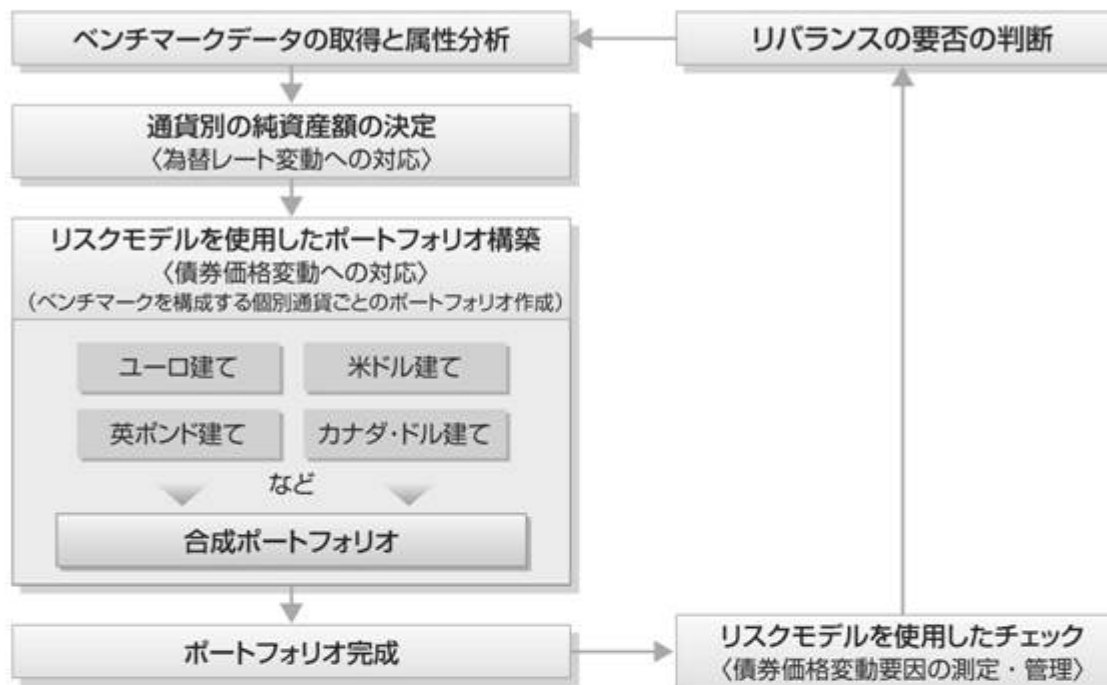 ベンチマークデータの取得と属性分析
リバランスの要否の判断
通貨別の純資産額の決定
〈為替レート変動への対応〉
リスクモデルを使用したポートフォリオ構築
〈債券価格変動への対応〉
（ベンチマークを構成する個別通貨ごとのポートフォリオ作成）
ユーロ建て
米ドル建て
英ポンド建て
カナダ・ドル建て
など
合成ポートフォリオ
ポートフォリオ完成
リスクモデルを使用したチェック
〈債券価格変動要因の測定・管理〉